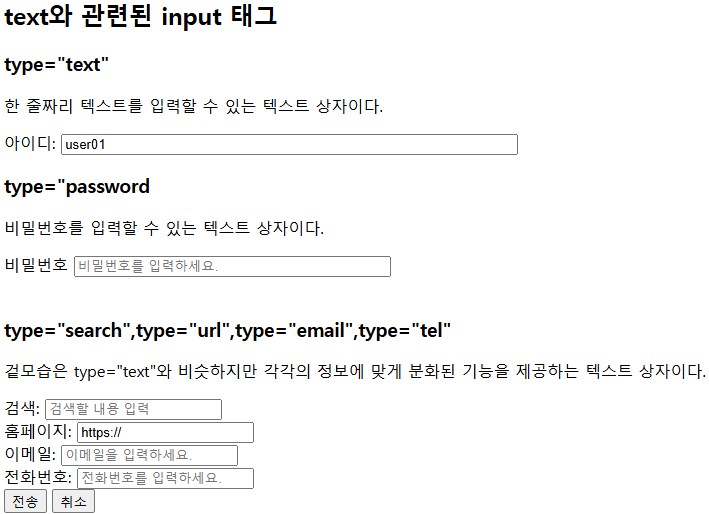 text와 관련된 input 태그
type="text"
한 줄짜리 텍스트를 입력할 수 있는 텍스트 상자이다.
아이디: user01
type="password
비밀번호를 입력할 수 있는 텍스트 상자이다.
비밀번호 비밀번호를 입력하세요.
type="search",type="url",type="email",type="tel"
겉모습은 type="text"와 비슷하지만 각각의 정보에 맞게 분화된 기능을 제공하는 텍스트 상자이다.
검색: 검색할 내용 입력
홈페이지: https://
이메일: 이메일을 입력하세요.
전화번호: 전화번호를 입력하세요.
전송 취소